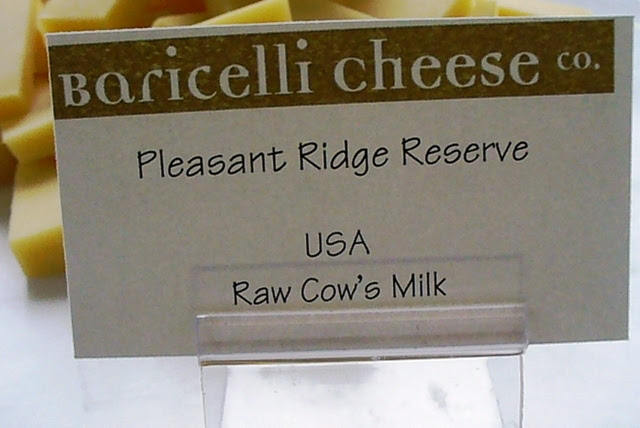 Baricelli cheese co.
Pleasant Ridge Reserve
USA
Raw Cow's Milk